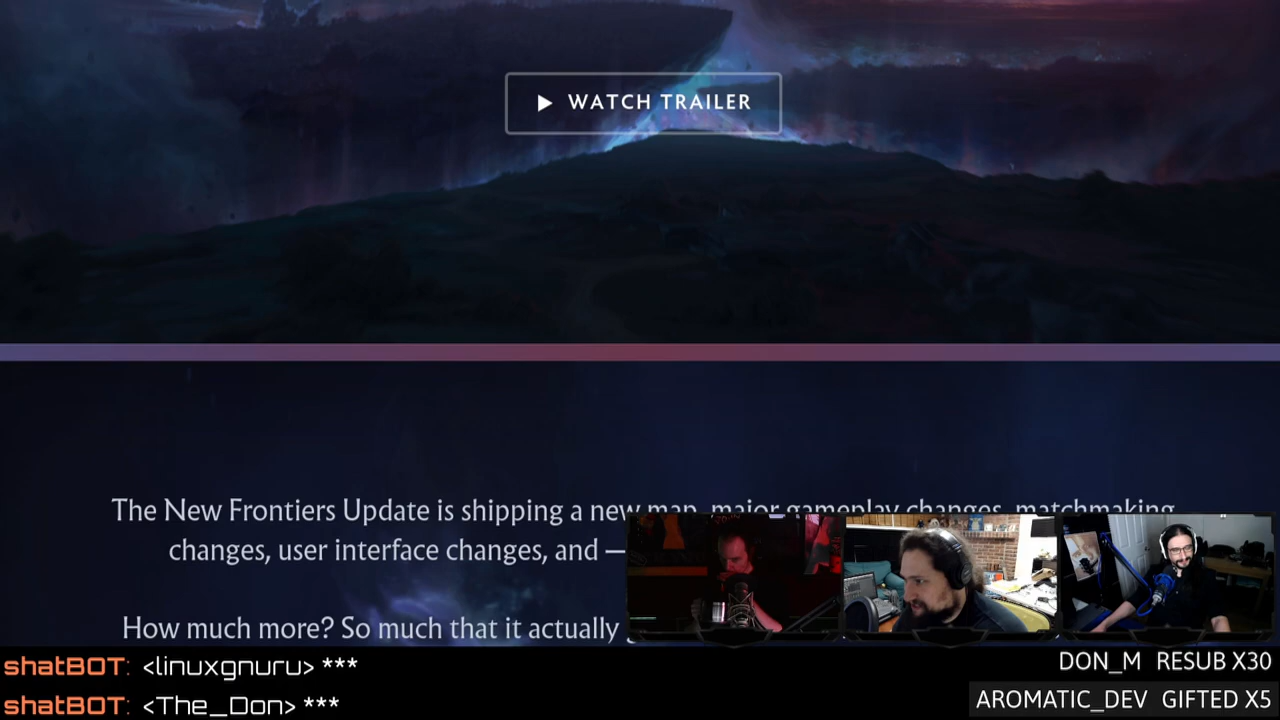 WATCH TRAILER
The New Frontiers Update is shipping a new map, major gameplay changes, matchmaking
changes, user interface changes, and —
How much more? So much that it actually
shatBOT: <linuxgnuru> ***
shatBOT: <The_Don> ***
DON_M RESUB X30
AROMATIC_DEV GIFTED X5